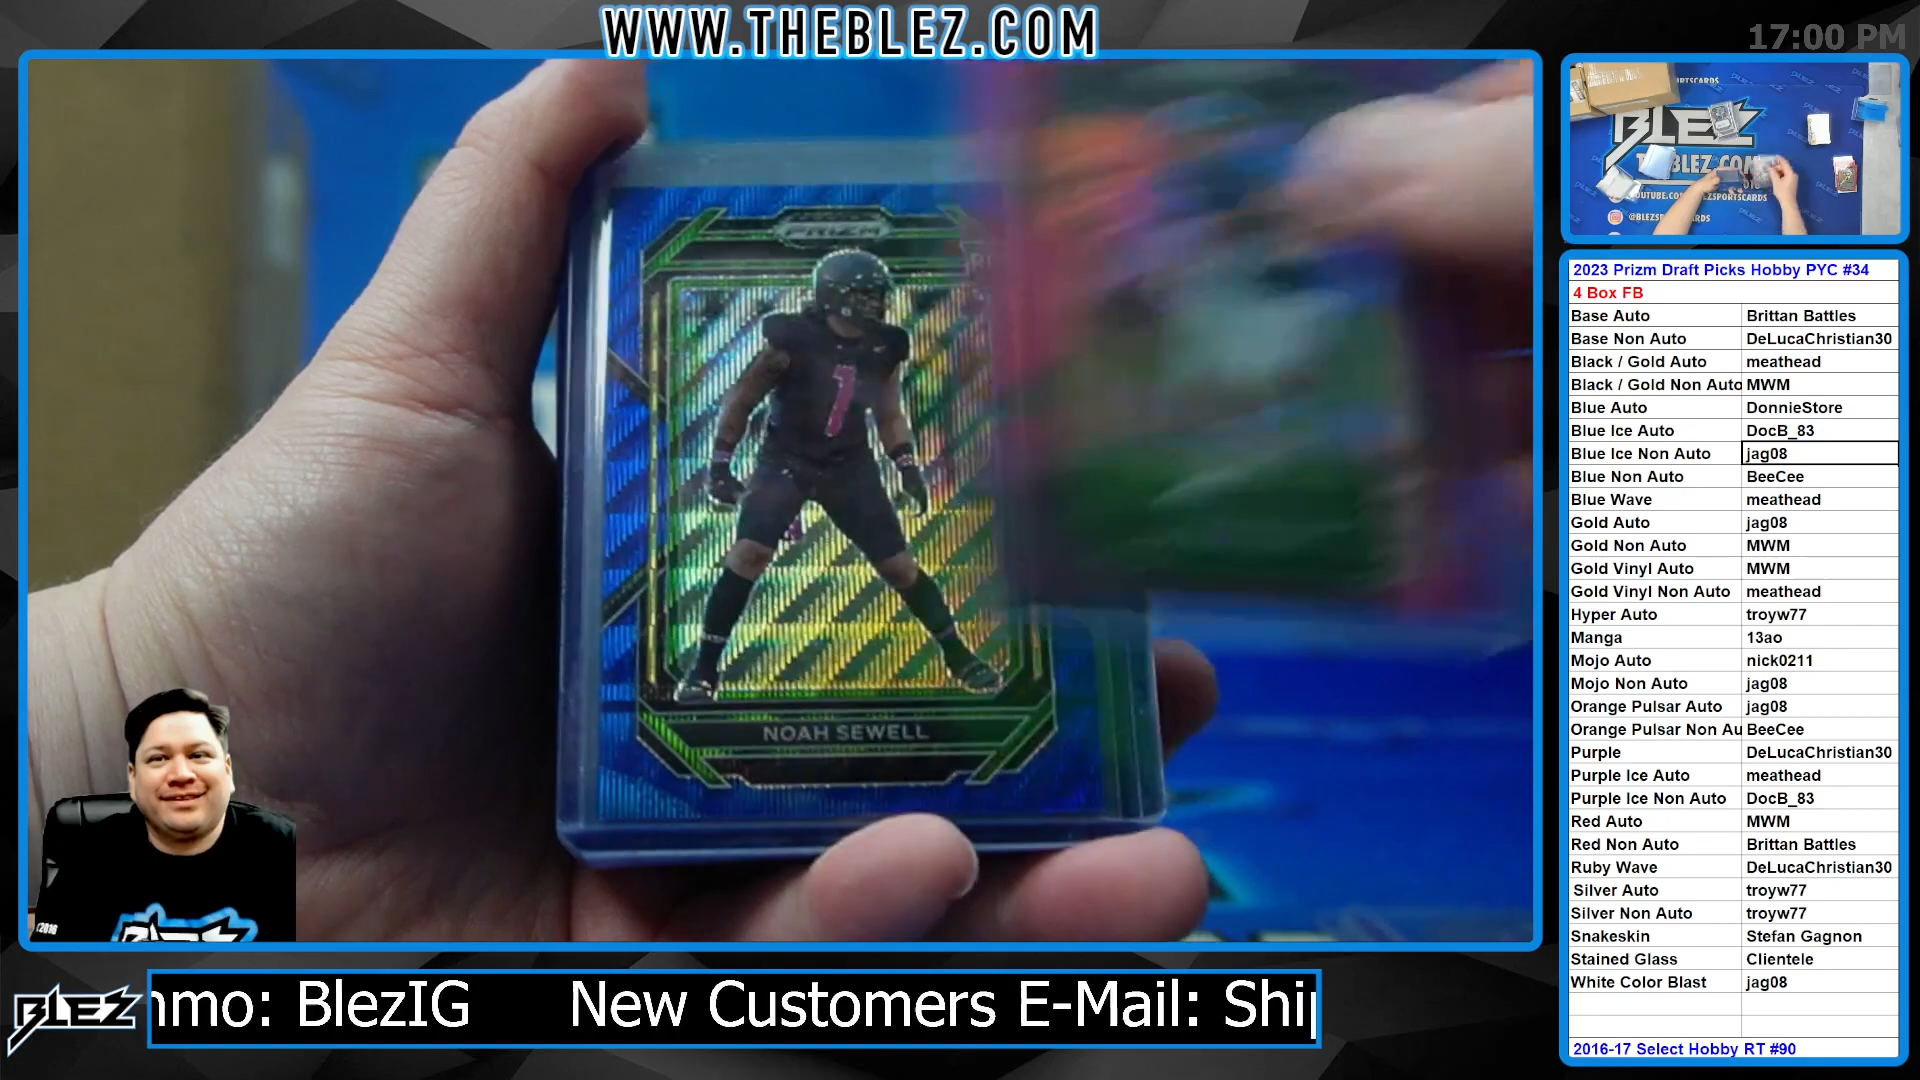 WWW.THEBLEZ.COM
17:00 PM
PRIZM
1
NOAH SEWELL
BLEZ
THEBLEZ.COM
@BLEZSP
2023 Prizm Draft Picks Hobby PYC #34
4 Box FB
Base Auto Brittan Battles
Base Non Auto DeLucaChristian30
Black / Gold Auto meathead
Black / Gold Non Auto MWM
Blue Auto DonnieStore
Blue Ice Auto DocB_83
Blue Ice Non Auto jag08
Blue Non Auto BeeCee
Blue Wave meathead
Gold Auto jag08
Gold Non Auto MWM
Gold Vinyl Auto MWM
Gold Vinyl Non Auto meathead
Hyper Auto troyw77
Manga 13ao
Mojo Auto nick0211
Mojo Non Auto jag08
Orange Pulsar Auto jag08
Orange Pulsar Non Au BeeCee
Purple DeLucaChristian30
Purple Ice Auto meathead
Purple Ice Non Auto DocB_83
Red Auto MWM
Red Non Auto Brittan Battles
Ruby Wave DeLucaChristian30
Silver Auto troyw77
Silver Non Auto troyw77
Snakeskin Stefan Gagnon
Stained Glass Clientele
White Color Blast jag08
2016-17 Select Hobby RT #90
BLEZ
nmo: BlezIG New Customers E-Mail: Ship